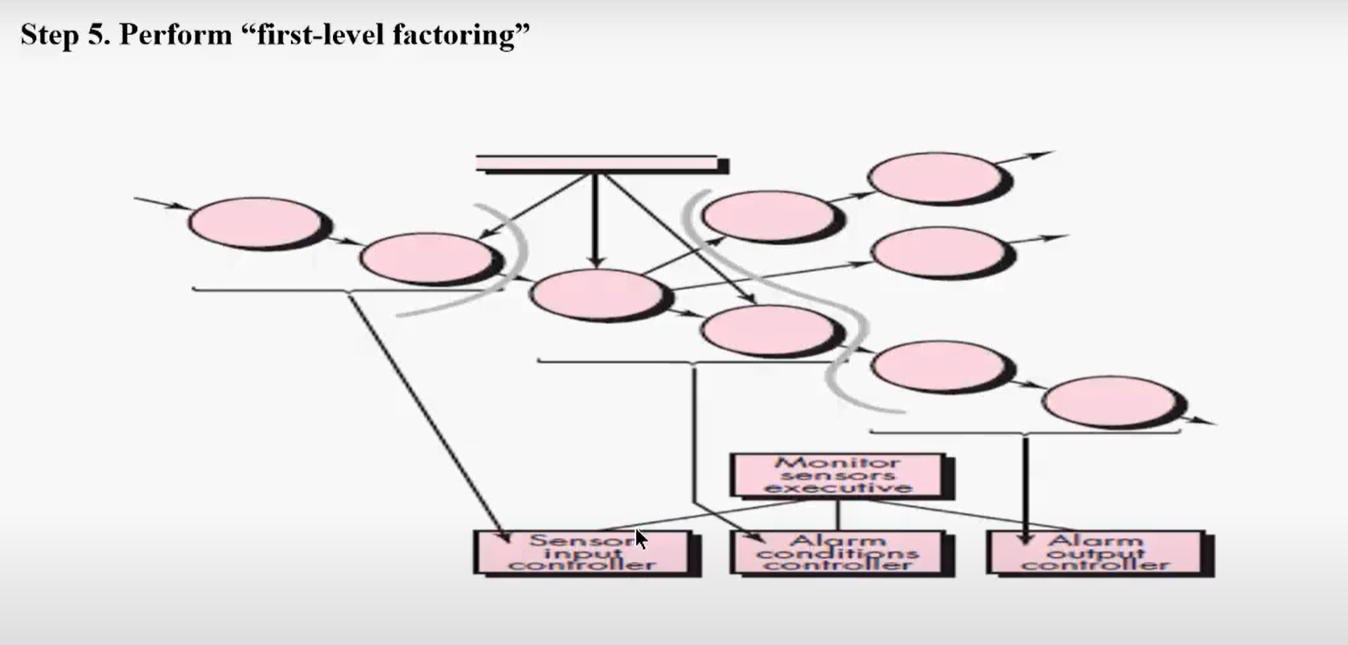 Step 5. Perform “first-level factoring”
Monitor
sensors
executive
Sensor
input
controller
Alarm
conditions
controller
Alarm
output
controller